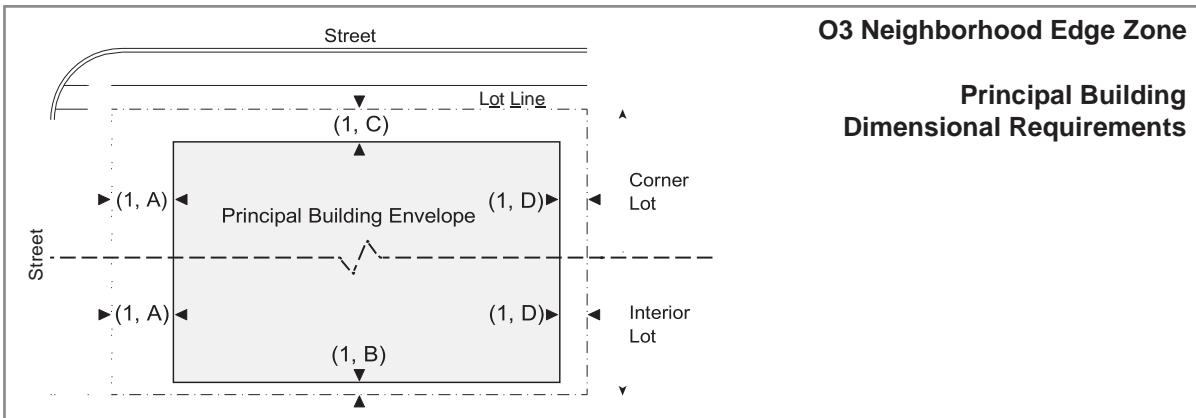 O3 Neighborhood Edge Zone
Principal Building
Dimensional Requirements
Street
Lot Line
(1, C)
Corner
Lot
(1, A)
(1, D)
Principal Building Envelope
Street
(1, A)
(1, D)
Interior
Lot
(1, B)